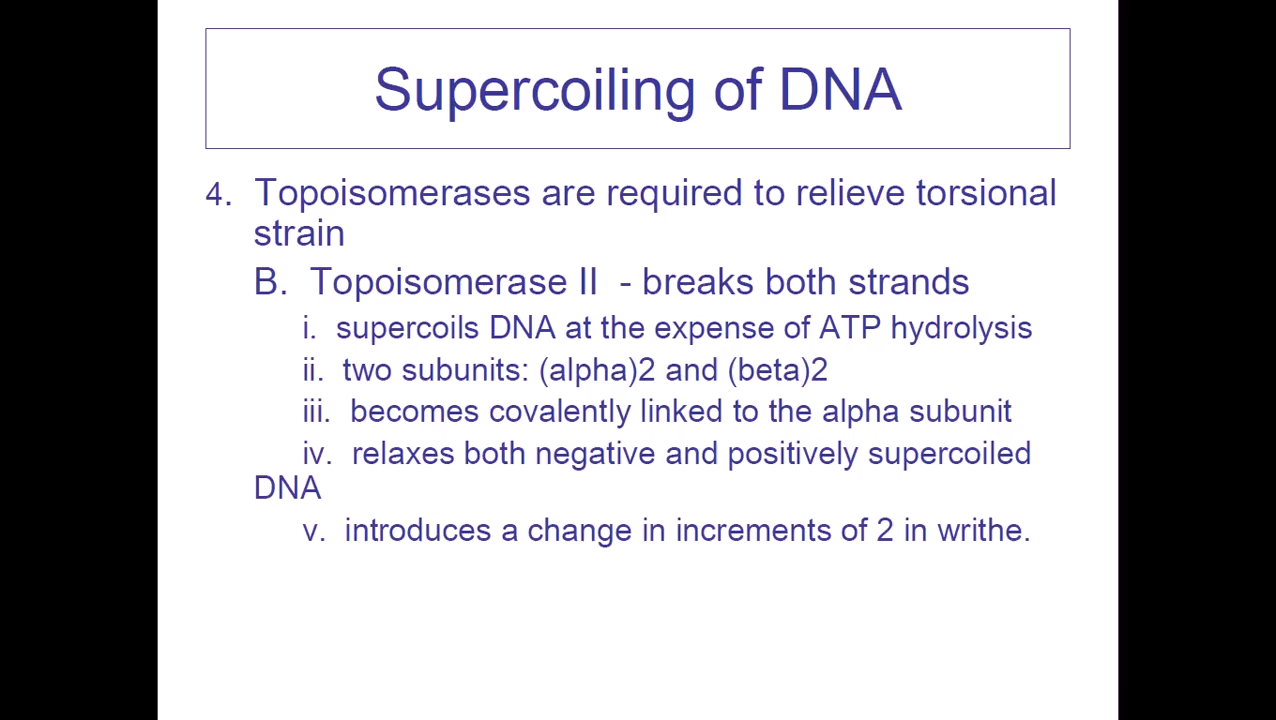 Supercoiling of DNA
4. Topoisomerases are required to relieve torsional
strain
B. Topoisomerase II - breaks both strands
i. supercoils DNA at the expense of ATP hydrolysis
ii. two subunits: (alpha)2 and (beta)2
iii. becomes covalently linked to the alpha subunit
iv. relaxes both negative and positively supercoiled
DNA
v. introduces a change in increments of 2 in writhe.